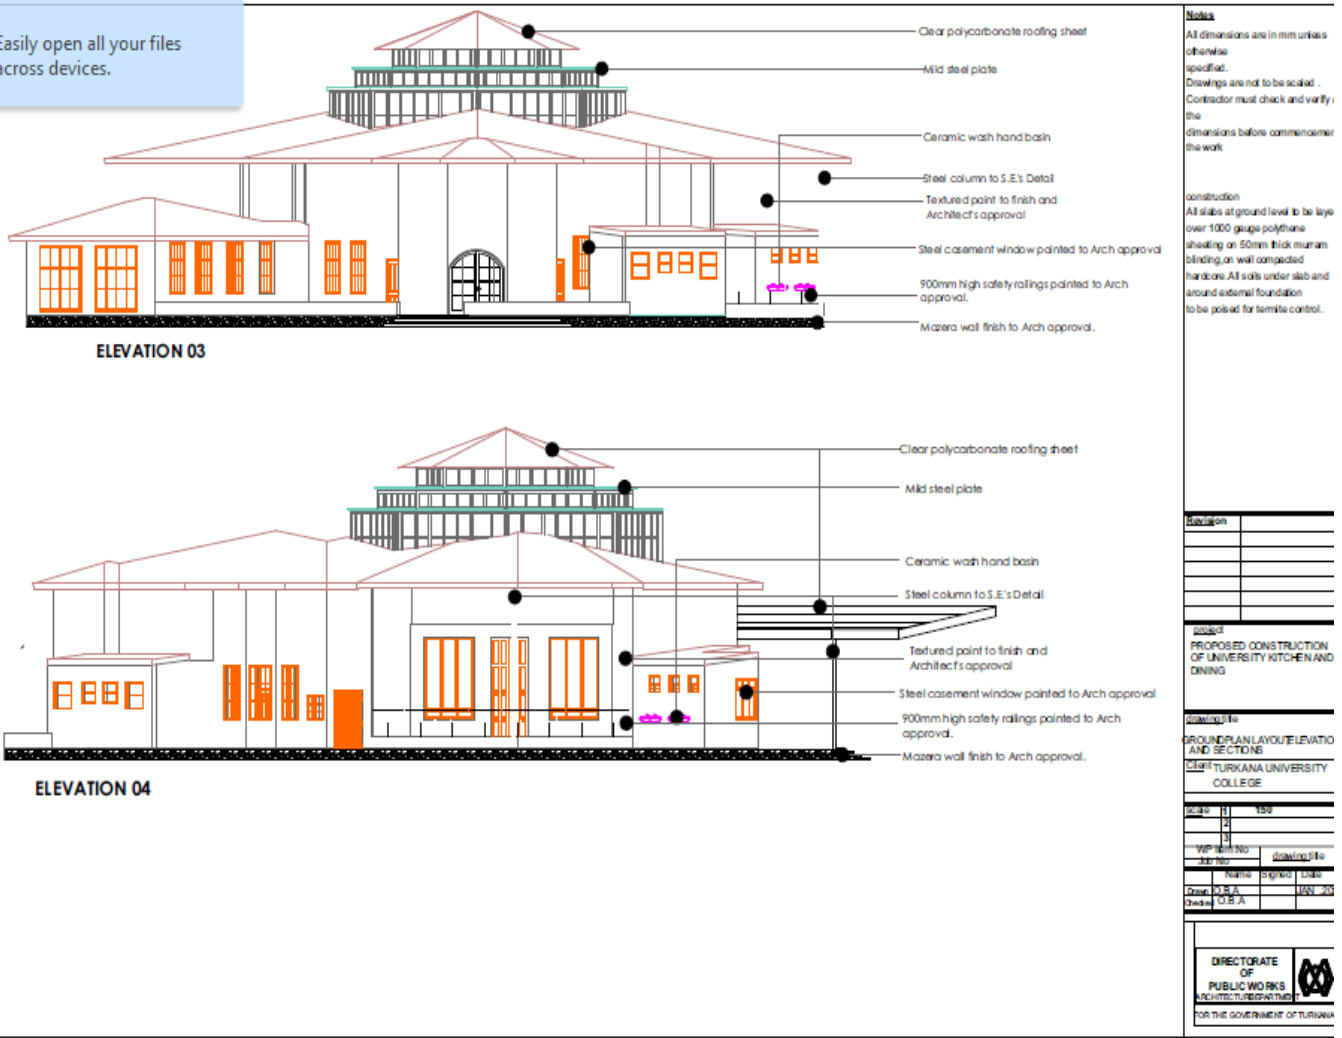 Easily open all your files
across devices.
Clear polycarbonate roofing sheet
Mild steel plate
Ceramic wash hand basin
Steel column to S.E.'s Detail
Textured paint to finish and
Architect's approval
Steel casement window painted to Arch approval
900mm high safety railings painted to Arch
approval.
Mazera wall finish to Arch approval.
ELEVATION 03
Clear polycarbonate roofing sheet
Mild steel plate
Ceramic wash hand basin
Steel column to S.E.'s Detail
Textured paint to finish and
Architect's approval
Steel casement window painted to Arch approval
900mm high safety railings painted to Arch
approval.
Mazera wall finish to Arch approval.
ELEVATION 04
Notes
All dimensions are in mm unless
otherwise
specified.
Drawings are not to be scaled .
Contractor must check and verify
the
dimensions before commencemen
the work
construction
All slabs at ground level to be laye
over 1000 gauge polythene
sheeting on 50mm thick murram
blinding,on well compacted
hardcore.All soils under slab and
around external foundation
to be poised for termite control.
Revision
project
PROPOSED CONSTRUCTION
OF UNIVERSITY KITCHEN AND
DINING
drawing title
GROUNDPLAN LAYOUT,ELEVATIO
AND SECTIONS
Client TURKANA UNIVERSITY
COLLEGE
scale 1 1:50
2
3
WP Item No
Job No
drawing title
Name Signed Date
Drawn O.B.A JAN .20
Checked O.B.A
DIRECTORATE
OF
PUBLIC WORKS
FOR THE GOVERNMENT OF TURKANA